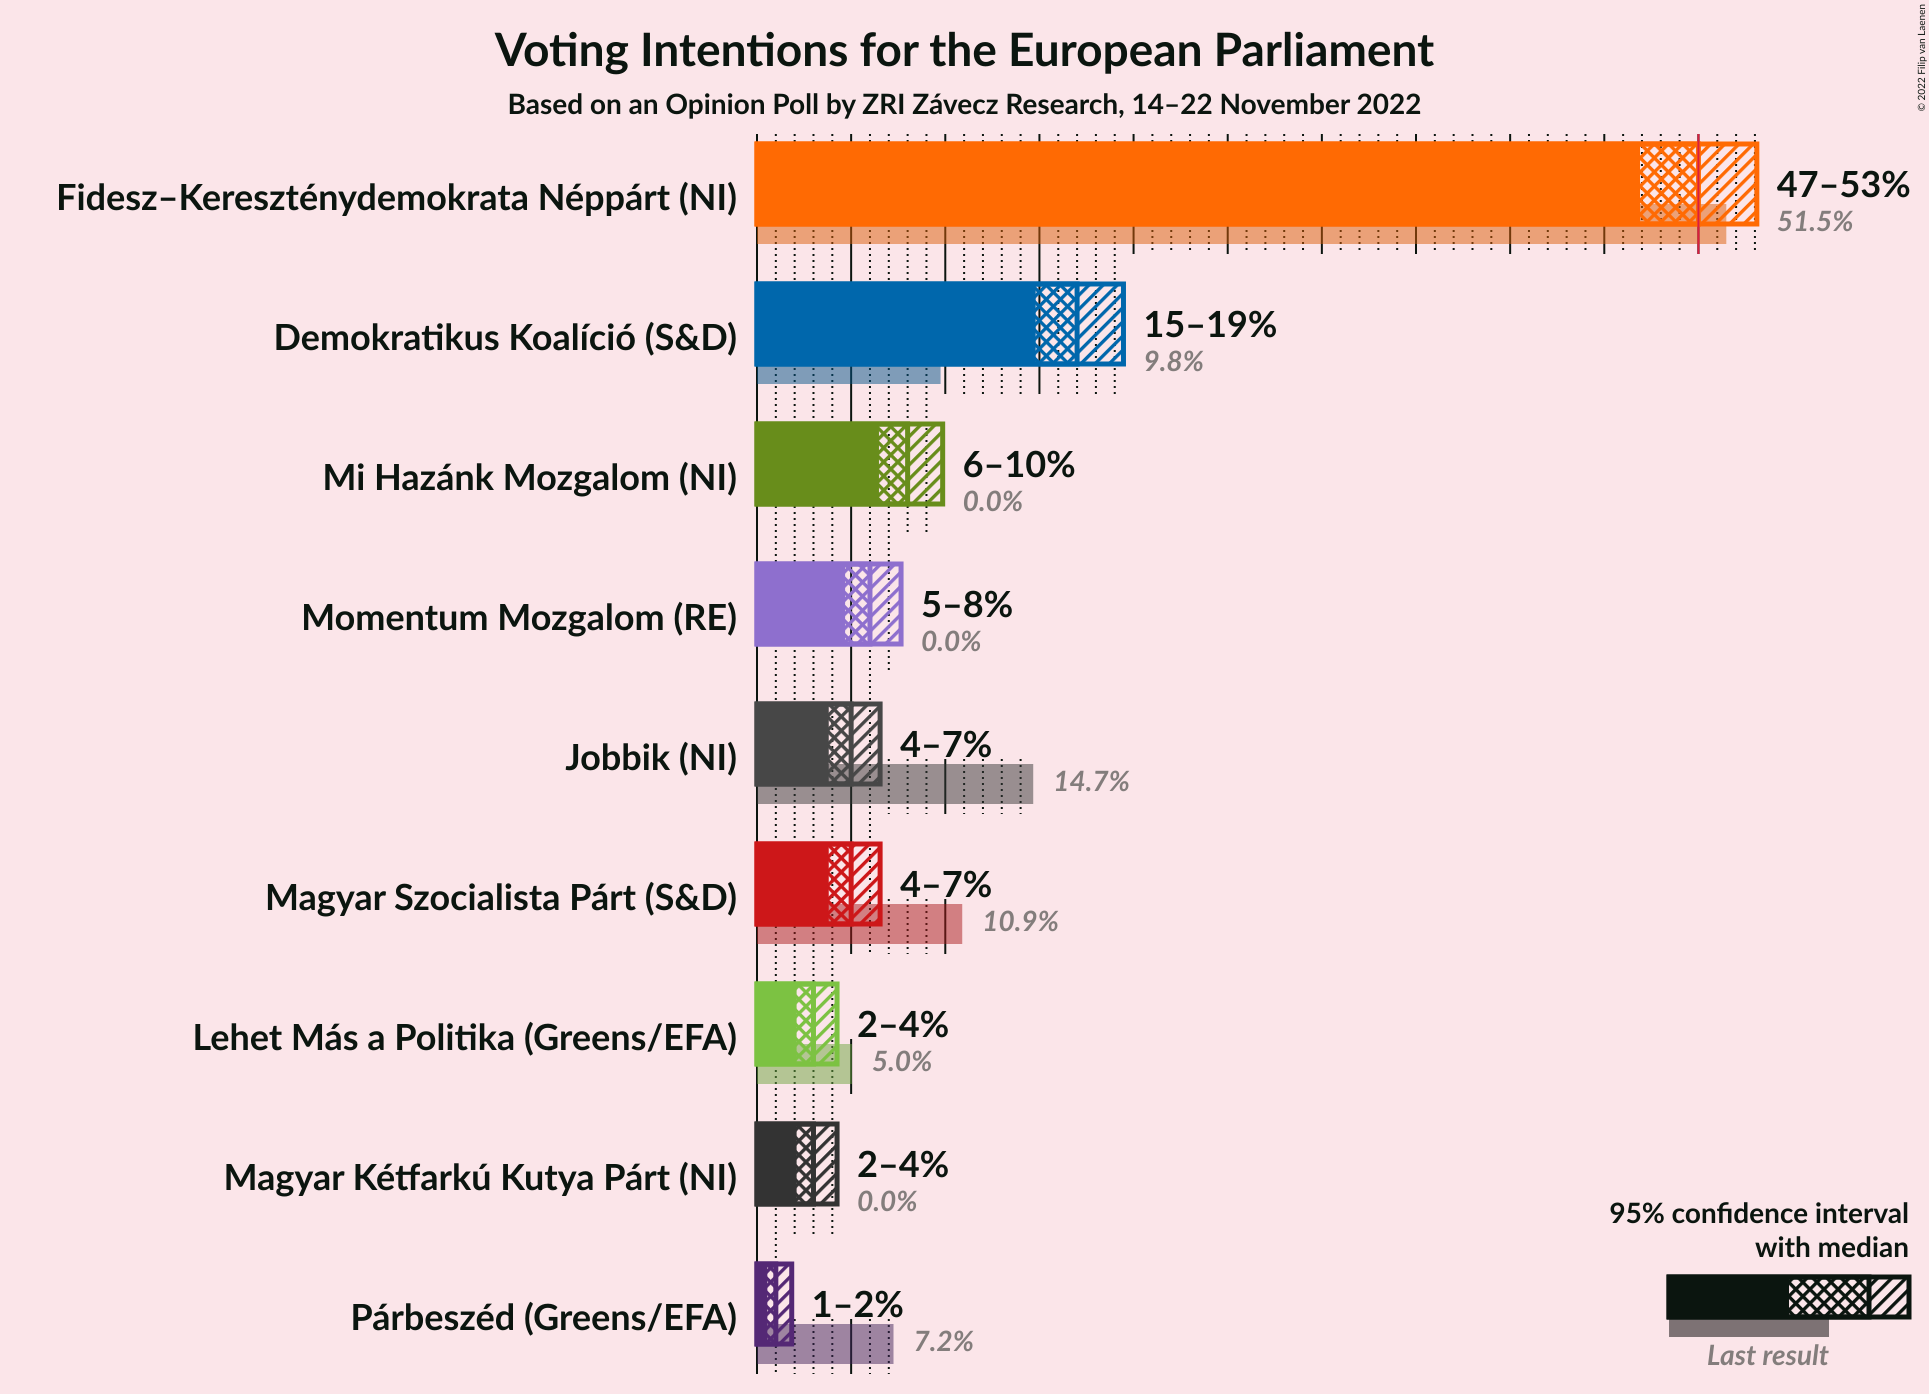 Voting Intentions for the European Parliament
Based on an Opinion Poll by ZRI Závecz Research, 14–22 November 2022
© 2022 Filip van Laenen
Fidesz–Kereszténydemokrata Néppárt (NI)
47–53%
51.5%
Demokratikus Koalíció (S&D)
15–19%
9.8%
Mi Hazánk Mozgalom (NI)
6–10%
0.0%
Momentum Mozgalom (RE)
5–8%
0.0%
Jobbik (NI)
4–7%
14.7%
Magyar Szocialista Párt (S&D)
4–7%
10.9%
Lehet Más a Politika (Greens/EFA)
2–4%
5.0%
Magyar Kétfarkú Kutya Párt (NI)
2–4%
0.0%
Párbeszéd (Greens/EFA)
1–2%
7.2%
95% confidence interval
with median
Last result